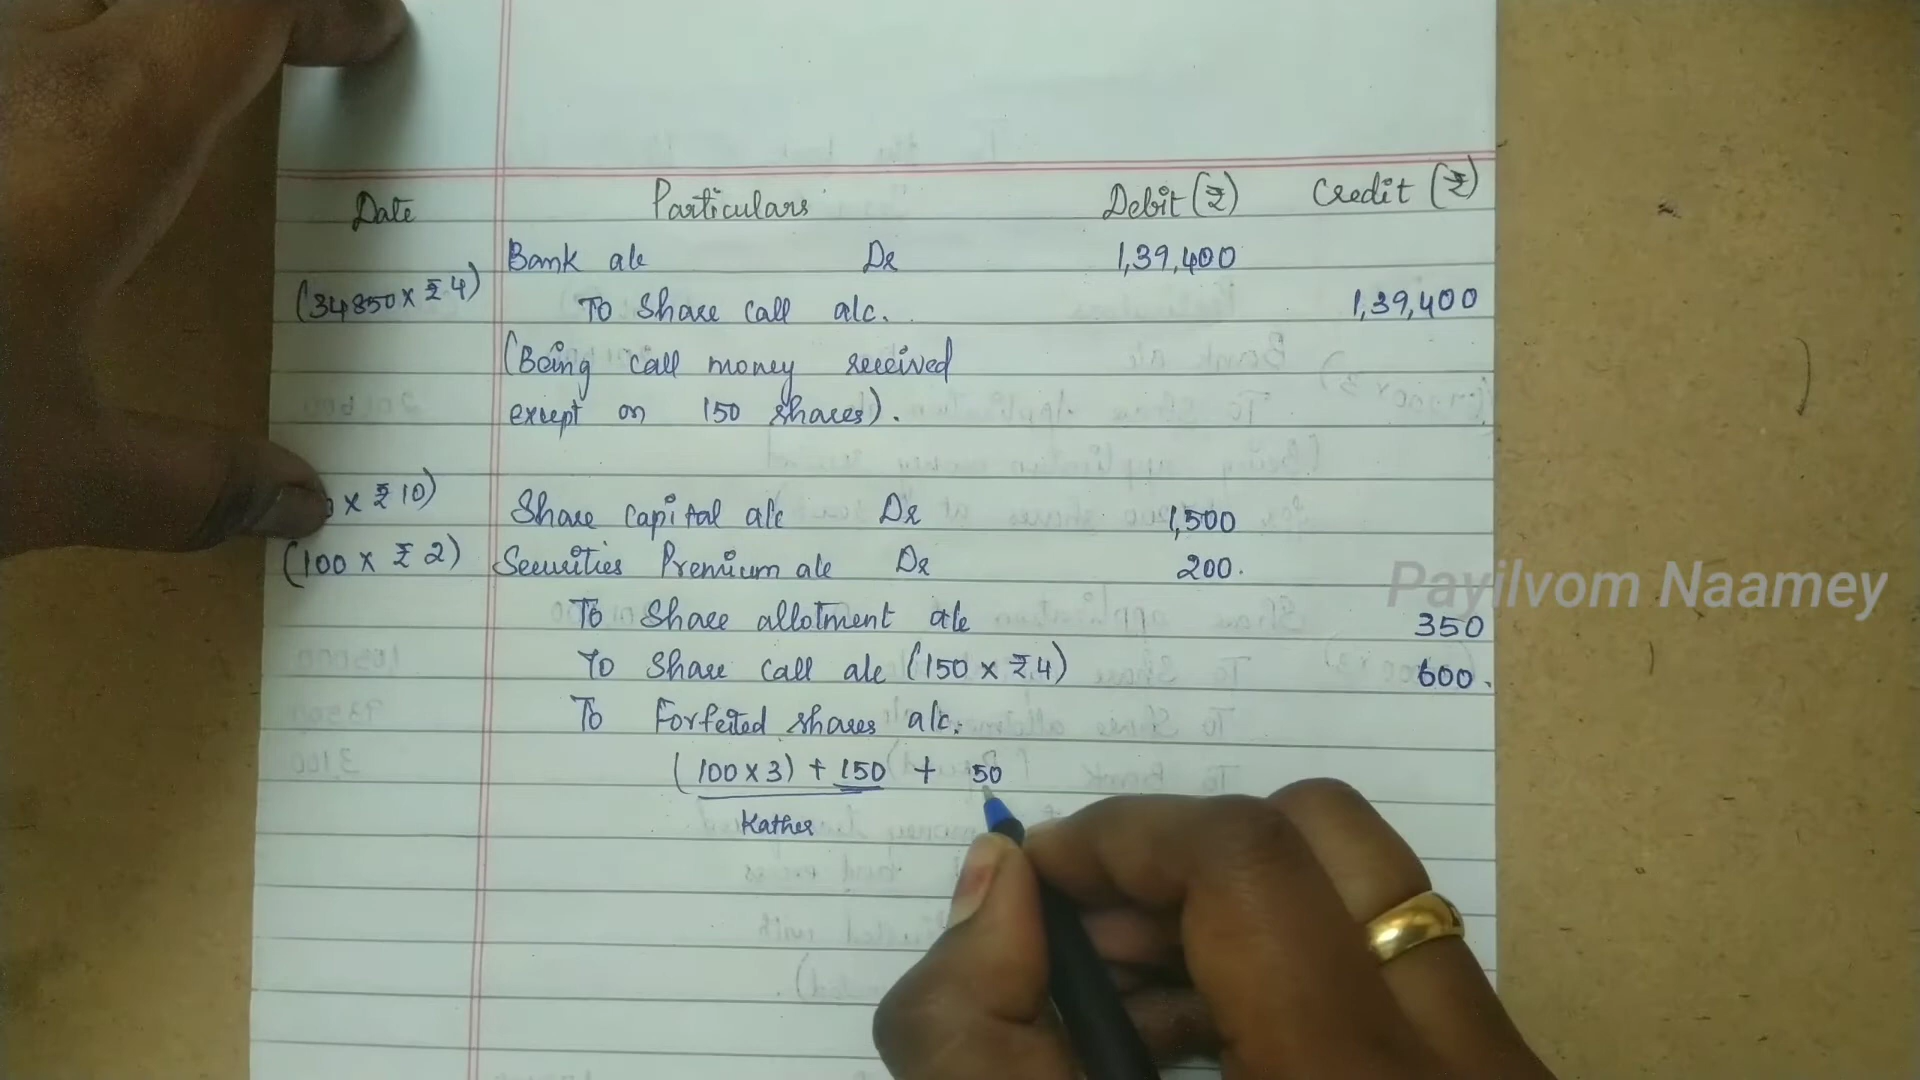 Date Particulars Debit (₹) Credit (₹)
Bank a/c Dr 1,39,400
(34850 x ₹ 4) To Share call a/c. 1,39,400
(Being call money received
except on 150 shares).
x ₹ 10) Share capital a/c Dr 1,500
(100 x ₹ 2) Securities Premium a/c Dr 200.
To Share allotment a/c 350
To Share call a/c (150 x ₹ 4) 600.
To Forfeited shares a/c.
(100 x 3) + 150 + 50
Kather
Payilvom Naamey